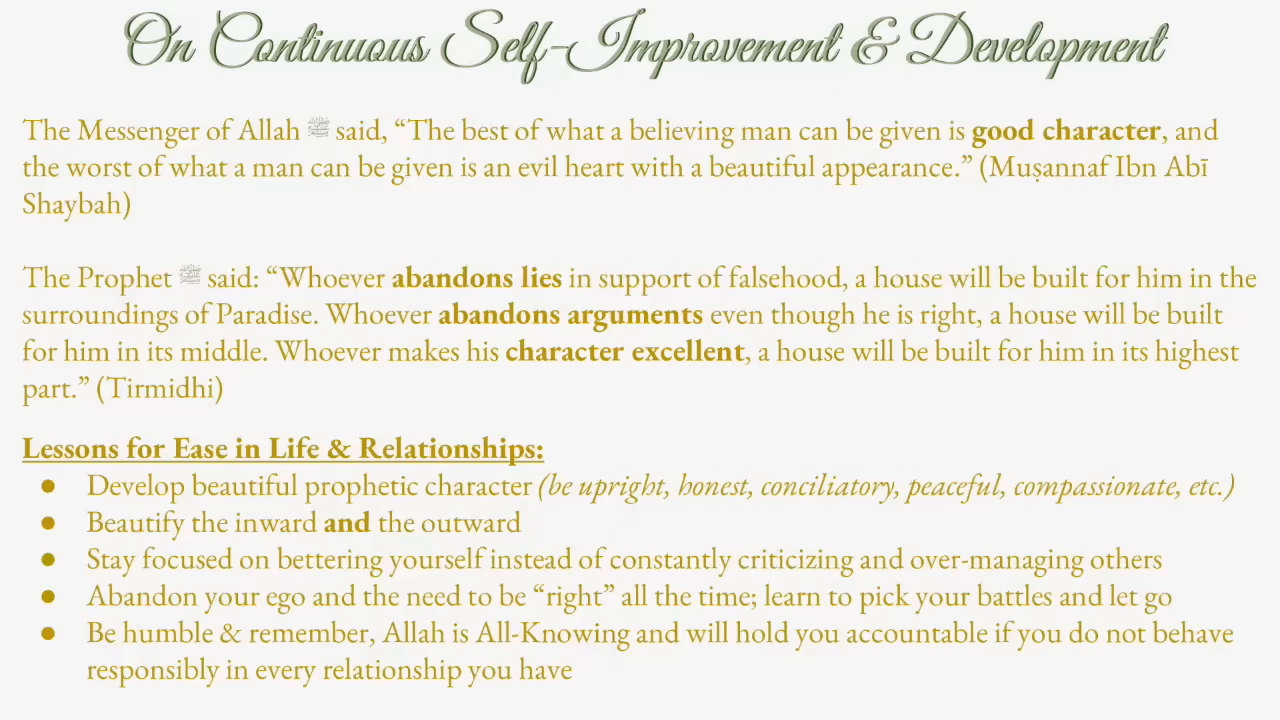 On Continuous Self-Improvement & Development
The Messenger of Allah ﷺ said, “The best of what a believing man can be given is good character, and
the worst of what a man can be given is an evil heart with a beautiful appearance.” (Muṣannaf Ibn Abī
Shaybah)
The Prophet ﷺ said: “Whoever abandons lies in support of falsehood, a house will be built for him in the
surroundings of Paradise. Whoever abandons arguments even though he is right, a house will be built
for him in its middle. Whoever makes his character excellent, a house will be built for him in its highest
part.” (Tirmidhi)
Lessons for Ease in Life & Relationships:
● Develop beautiful prophetic character (be upright, honest, conciliatory, peaceful, compassionate, etc.)
● Beautify the inward and the outward
● Stay focused on bettering yourself instead of constantly criticizing and over-managing others
● Abandon your ego and the need to be “right” all the time; learn to pick your battles and let go
● Be humble & remember, Allah is All-Knowing and will hold you accountable if you do not behave
responsibly in every relationship you have